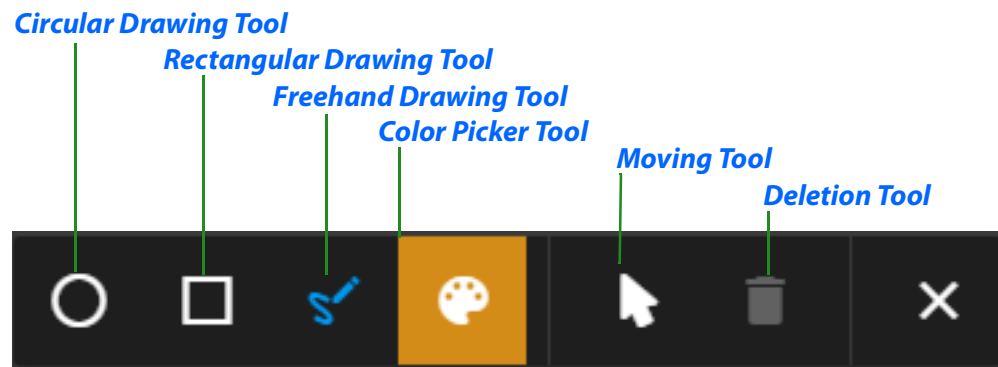 Circular Drawing Tool
Rectangular Drawing Tool
Freehand Drawing Tool
Color Picker Tool
Moving Tool
Deletion Tool